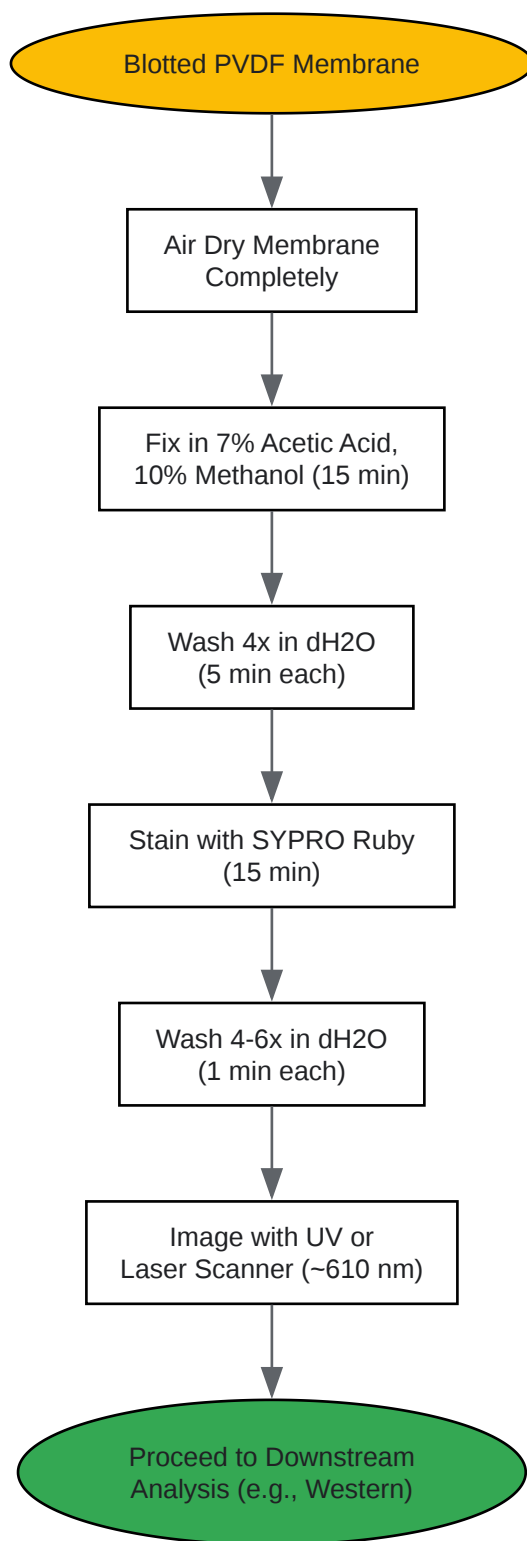 Blotted PVDF Membrane
Air Dry Membrane
Completely
Fix in 7% Acetic Acid,
10% Methanol (15 min)
Wash 4x in dH2O
(5 min each)
Stain with SYPRO Ruby
(15 min)
Wash 4-6x in dH2O
(1 min each)
Image with UV or
Laser Scanner (~610 nm)
Proceed to Downstream
Analysis (e.g., Western)